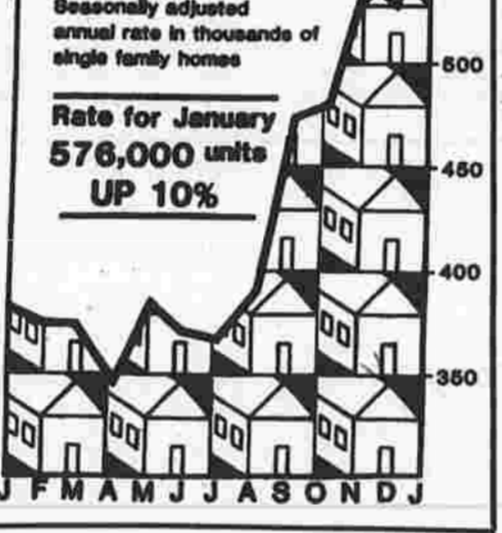 Seasonally adjusted
annual rate in thousands of
single family homes
Rate for January
576,000 units
UP 10%
500
450
400
350
J F M A M J J A S O N D J